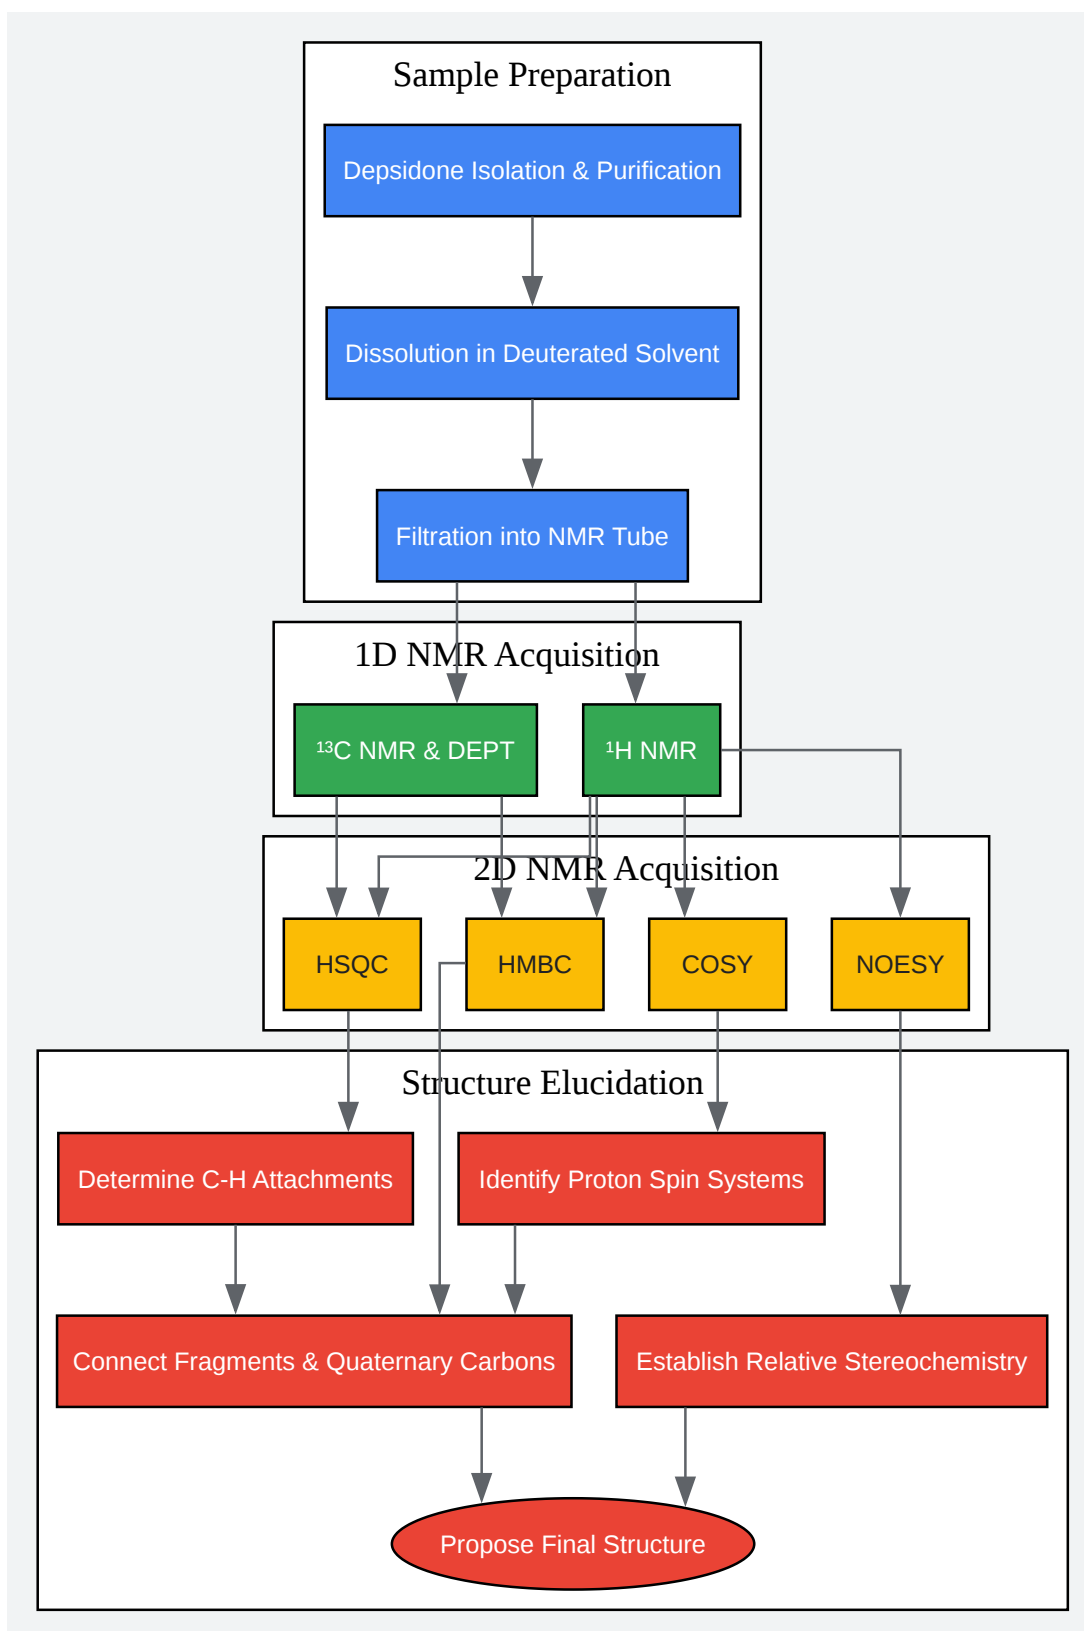 Sample Preparation
Depsidone Isolation & Purification
Dissolution in Deuterated Solvent
Filtration into NMR Tube
1D NMR Acquisition
¹³C NMR & DEPT
¹H NMR
2D NMR Acquisition
HSQC
HMBC
COSY
NOESY
Structure Elucidation
Determine C-H Attachments
Identify Proton Spin Systems
Connect Fragments & Quaternary Carbons
Establish Relative Stereochemistry
Propose Final Structure